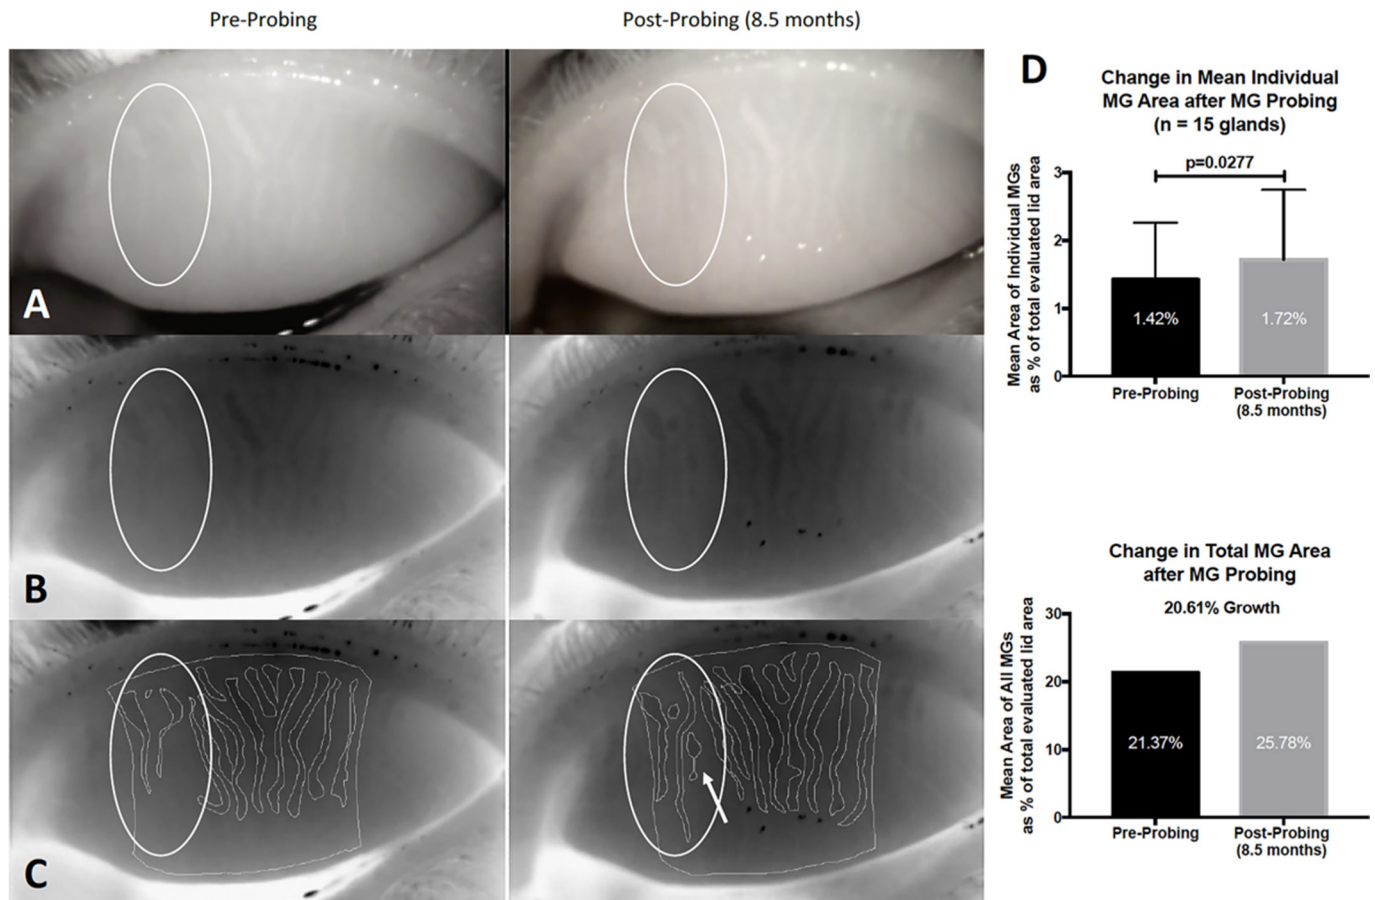 Pre-Probing
Post-Probing (8.5 months)
A
B
C
D
Change in Mean Individual
MG Area after MG Probing
(n = 15 glands)
p=0.0277
Mean Area of Individual MGs
as % of total evaluated lid area
3
2
1
0
1.42%
1.72%
Pre-Probing
Post-Probing
(8.5 months)
Change in Total MG Area
after MG Probing
20.61% Growth
Mean Area of All MGs
as % of total evaluated lid area
30
20
10
0
21.37%
25.78%
Pre-Probing
Post-Probing
(8.5 months)